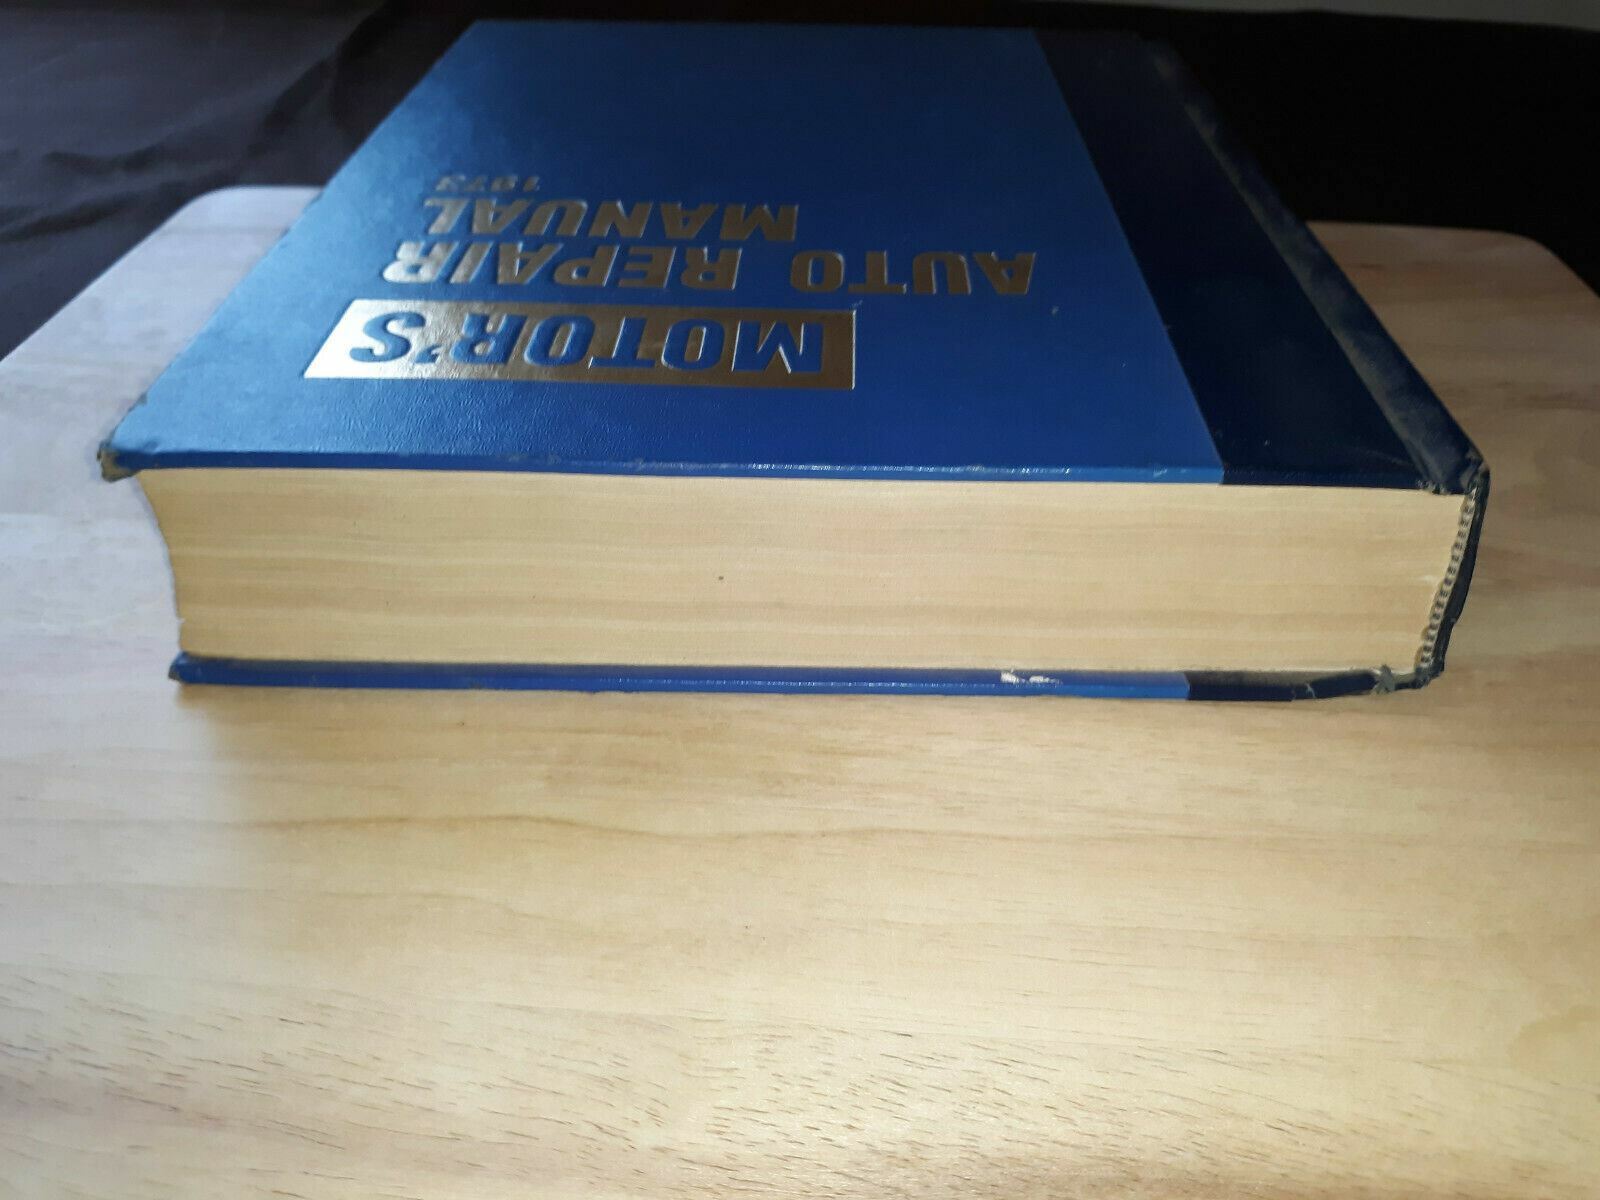 MOTOR'S
AUTO REPAIR
MANUAL
1973